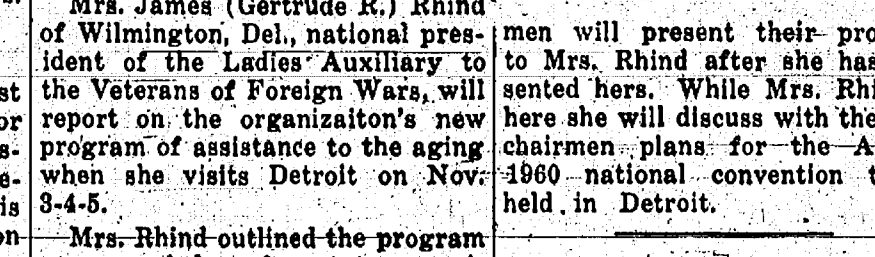 Mrs. James (Gertrude R.) Rhind
of Wilmington, Del., national pres-
ident of the Ladies Auxiliary to
the Veterans of Foreign Wars, will
report on the organizaiton's new
program of assistance to the aging
when she visits Detroit on Nov.
3-4-5.
Mrs. Rhind outlined the program
men will present their pro
to Mrs. Rhind after she has
sented hers. While Mrs. Rhi
here she will discuss with the
chairmen plans for the A
1960 national convention t
held in Detroit.